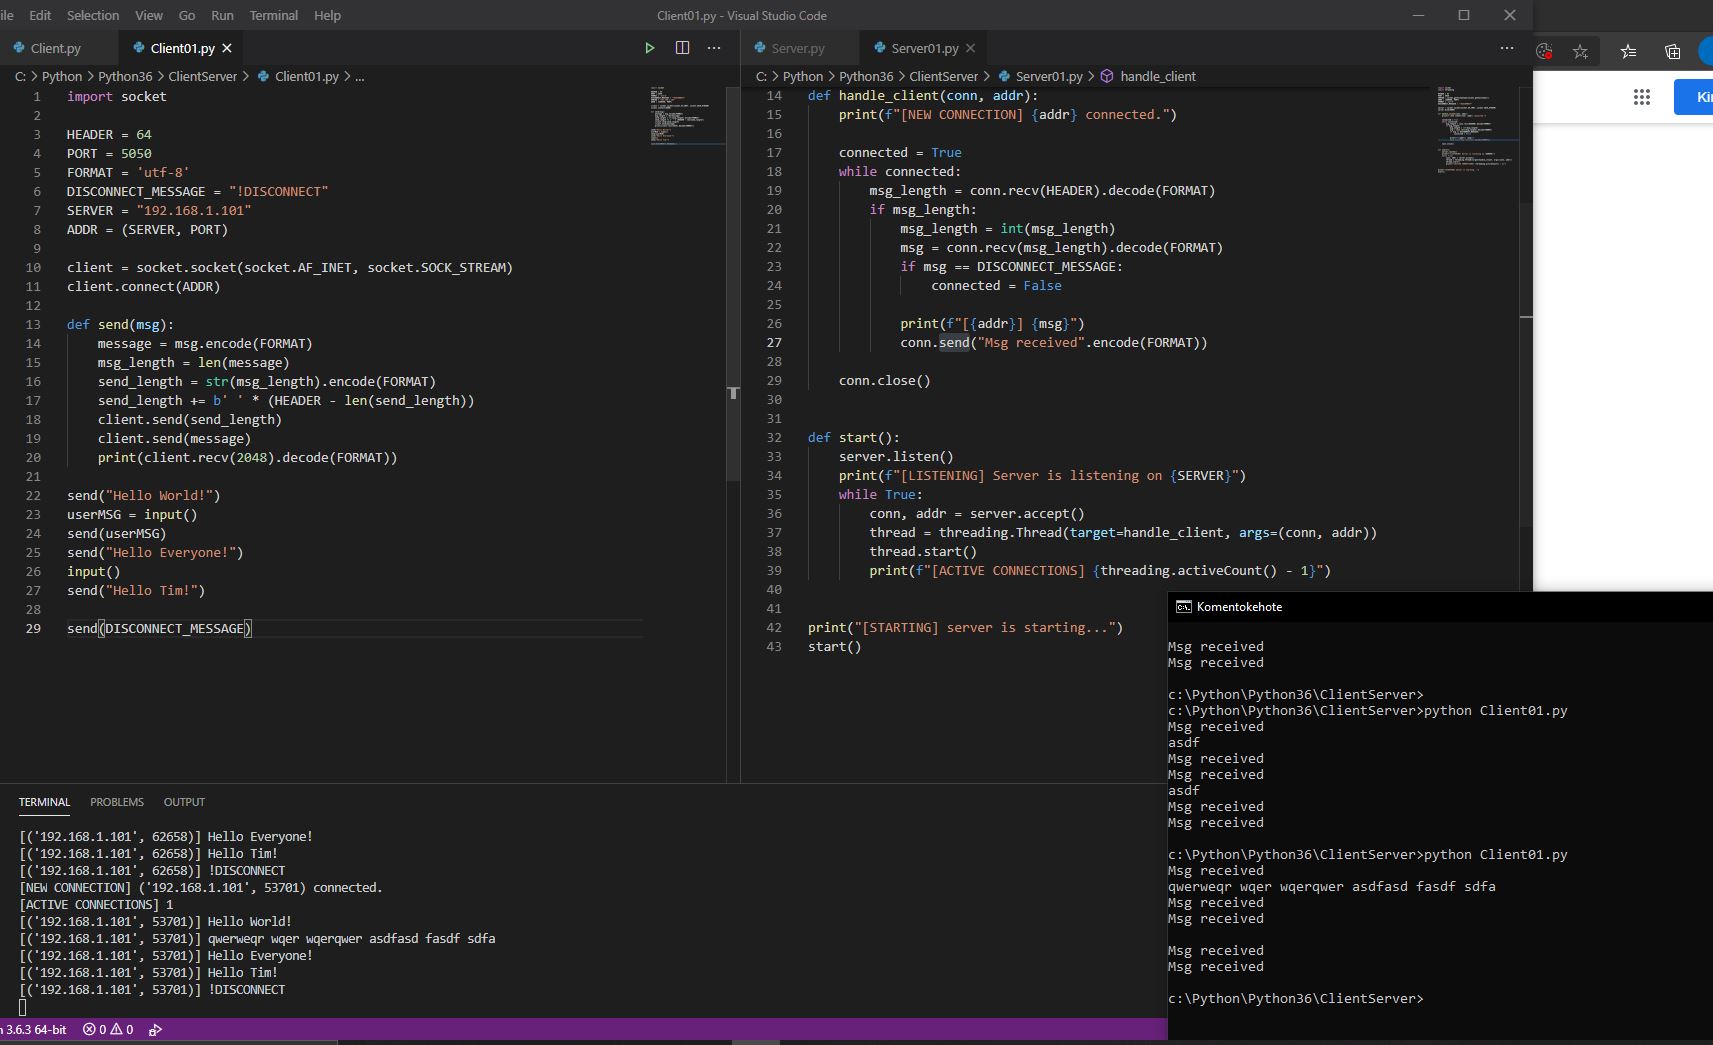 ile Edit Selection View Go Run Terminal Help Client01.py - Visual Studio Code
Client.py Client01.py
C: > Python > Python36 > ClientServer > Client01.py > ...
1 import socket
2
3 HEADER = 64
4 PORT = 5050
5 FORMAT = 'utf-8'
6 DISCONNECT_MESSAGE = "!DISCONNECT"
7 SERVER = "192.168.1.101"
8 ADDR = (SERVER, PORT)
9
10 client = socket.socket(socket.AF_INET, socket.SOCK_STREAM)
11 client.connect(ADDR)
12
13 def send(msg):
14 message = msg.encode(FORMAT)
15 msg_length = len(message)
16 send_length = str(msg_length).encode(FORMAT)
17 send_length += b' ' * (HEADER - len(send_length))
18 client.send(send_length)
19 client.send(message)
20 print(client.recv(2048).decode(FORMAT))
21
22 send("Hello World!")
23 userMSG = input()
24 send(userMSG)
25 send("Hello Everyone!")
26 input()
27 send("Hello Tim!")
28
29 send(DISCONNECT_MESSAGE)
Server.py Server01.py
C: > Python > Python36 > ClientServer > Server01.py > handle_client
14 def handle_client(conn, addr):
15 print(f"[NEW CONNECTION] {addr} connected.")
16
17 connected = True
18 while connected:
19 msg_length = conn.recv(HEADER).decode(FORMAT)
20 if msg_length:
21 msg_length = int(msg_length)
22 msg = conn.recv(msg_length).decode(FORMAT)
23 if msg == DISCONNECT_MESSAGE:
24 connected = False
25
26 print(f"[{addr}] {msg}")
27 conn.send("Msg received".encode(FORMAT))
28
29 conn.close()
30
31
32 def start():
33 server.listen()
34 print(f"[LISTENING] Server is listening on {SERVER}")
35 while True:
36 conn, addr = server.accept()
37 thread = threading.Thread(target=handle_client, args=(conn, addr))
38 thread.start()
39 print(f"[ACTIVE CONNECTIONS] {threading.activeCount() - 1}")
40
41
42 print("[STARTING] server is starting...")
43 start()
Kir
TERMINAL PROBLEMS OUTPUT
[('192.168.1.101', 62658)] Hello Everyone!
[('192.168.1.101', 62658)] Hello Tim!
[('192.168.1.101', 62658)] !DISCONNECT
[NEW CONNECTION] ('192.168.1.101', 53701) connected.
[ACTIVE CONNECTIONS] 1
[('192.168.1.101', 53701)] Hello World!
[('192.168.1.101', 53701)] qwerweqr wqer wqerqwer asdfasd fasdf sdfa
[('192.168.1.101', 53701)] Hello Everyone!
[('192.168.1.101', 53701)] Hello Tim!
[('192.168.1.101', 53701)] !DISCONNECT
n 3.6.3 64-bit 0 0
Komentokehote
Msg received
Msg received
c:\Python\Python36\ClientServer>
c:\Python\Python36\ClientServer>python Client01.py
Msg received
asdf
Msg received
Msg received
asdf
Msg received
Msg received
c:\Python\Python36\ClientServer>python Client01.py
Msg received
qwerweqr wqer wqerqwer asdfasd fasdf sdfa
Msg received
Msg received
Msg received
Msg received
c:\Python\Python36\ClientServer>